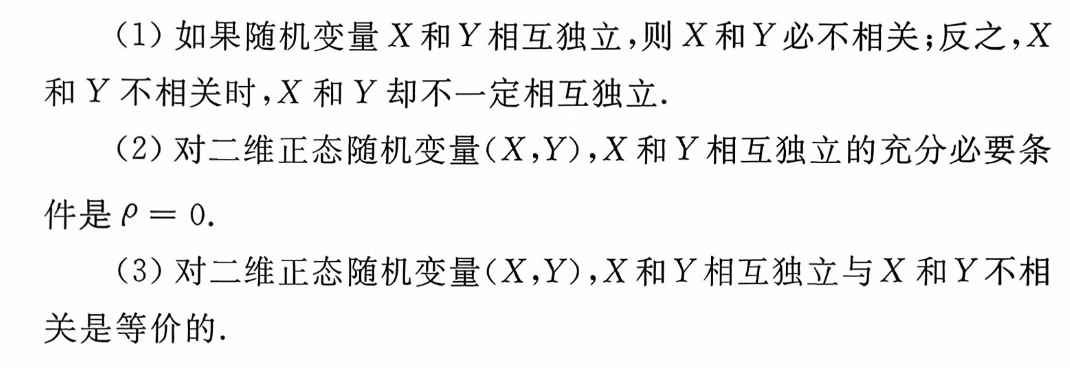 (1) 如果随机变量 X 和 Y 相互独立,则 X 和 Y 必不相关;反之,X
和 Y 不相关时,X 和 Y 却不一定相互独立.
(2) 对二维正态随机变量(X,Y),X 和 Y 相互独立的充分必要条
件是 ρ = 0.
(3) 对二维正态随机变量(X,Y),X 和 Y 相互独立与 X 和 Y 不相
关是等价的.